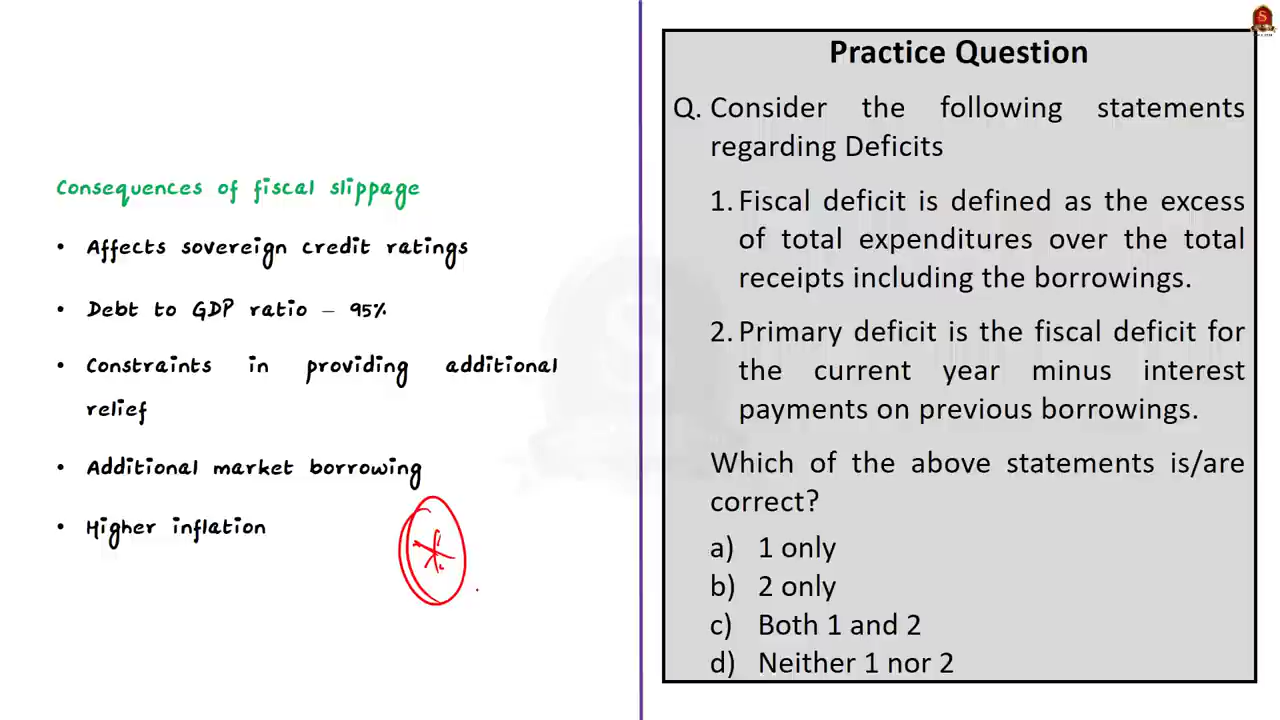 Consequences of fiscal slippage
• Affects sovereign credit ratings
• Debt to GDP ratio – 95%
• Constraints in providing additional
relief
• Additional market borrowing
• Higher inflation
Practice Question
Q. Consider the following statements
regarding Deficits
1. Fiscal deficit is defined as the excess
of total expenditures over the total
receipts including the borrowings.
2. Primary deficit is the fiscal deficit for
the current year minus interest
payments on previous borrowings.
Which of the above statements is/are
correct?
a) 1 only
b) 2 only
c) Both 1 and 2
d) Neither 1 nor 2